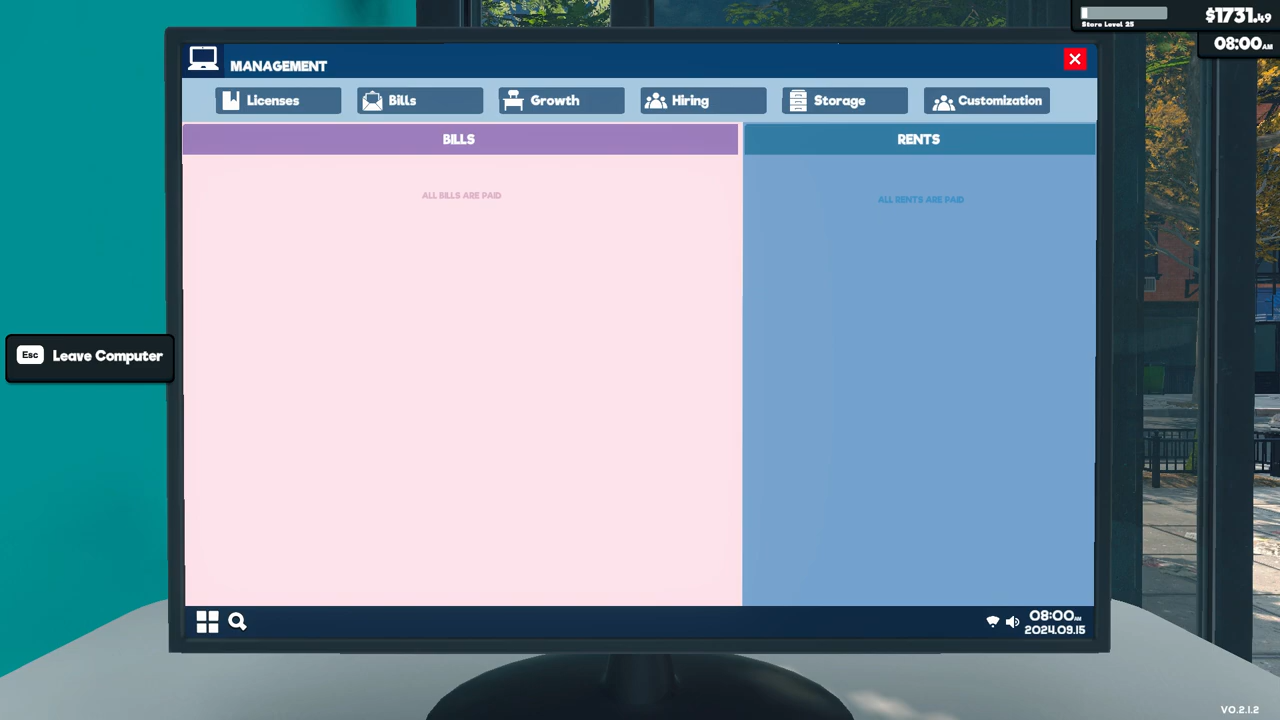 $1731.49
Store Level 25
08:00AM
MANAGEMENT
Licenses
Bills
Growth
Hiring
Storage
Customization
BILLS
RENTS
ALL BILLS ARE PAID
ALL RENTS ARE PAID
Esc Leave Computer
08:00AM
2024.09.15
V0.2.1.2